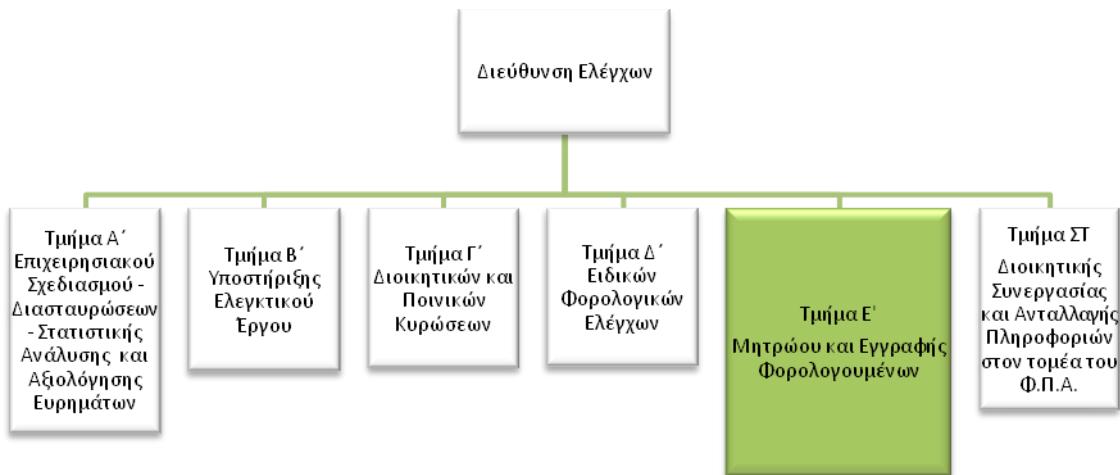 Διεύθυνση Ελέγχων
Τμήμα Α΄
Επιχειρησιακού
Σχεδιασμού -
Διασταυρώσεων
- Στατιστικής
Ανάλυσης και
Αξιολόγησης
Ευρημάτων
Τμήμα Β΄
Υποστήριξης
Ελεγκτικού
Έργου
Τμήμα Γ΄
Διοικητικών και
Ποινικών
Κυρώσεων
Τμήμα Δ΄
Ειδικών
Φορολογικών
Ελέγχων
Τμήμα Ε΄
Μητρώου και Εγγραφής
Φορολογουμένων
Τμήμα ΣΤ
Διοικητικής
Συνεργασίας
και Ανταλλαγής
Πληροφοριών
στον τομέα του
Φ.Π.Α.